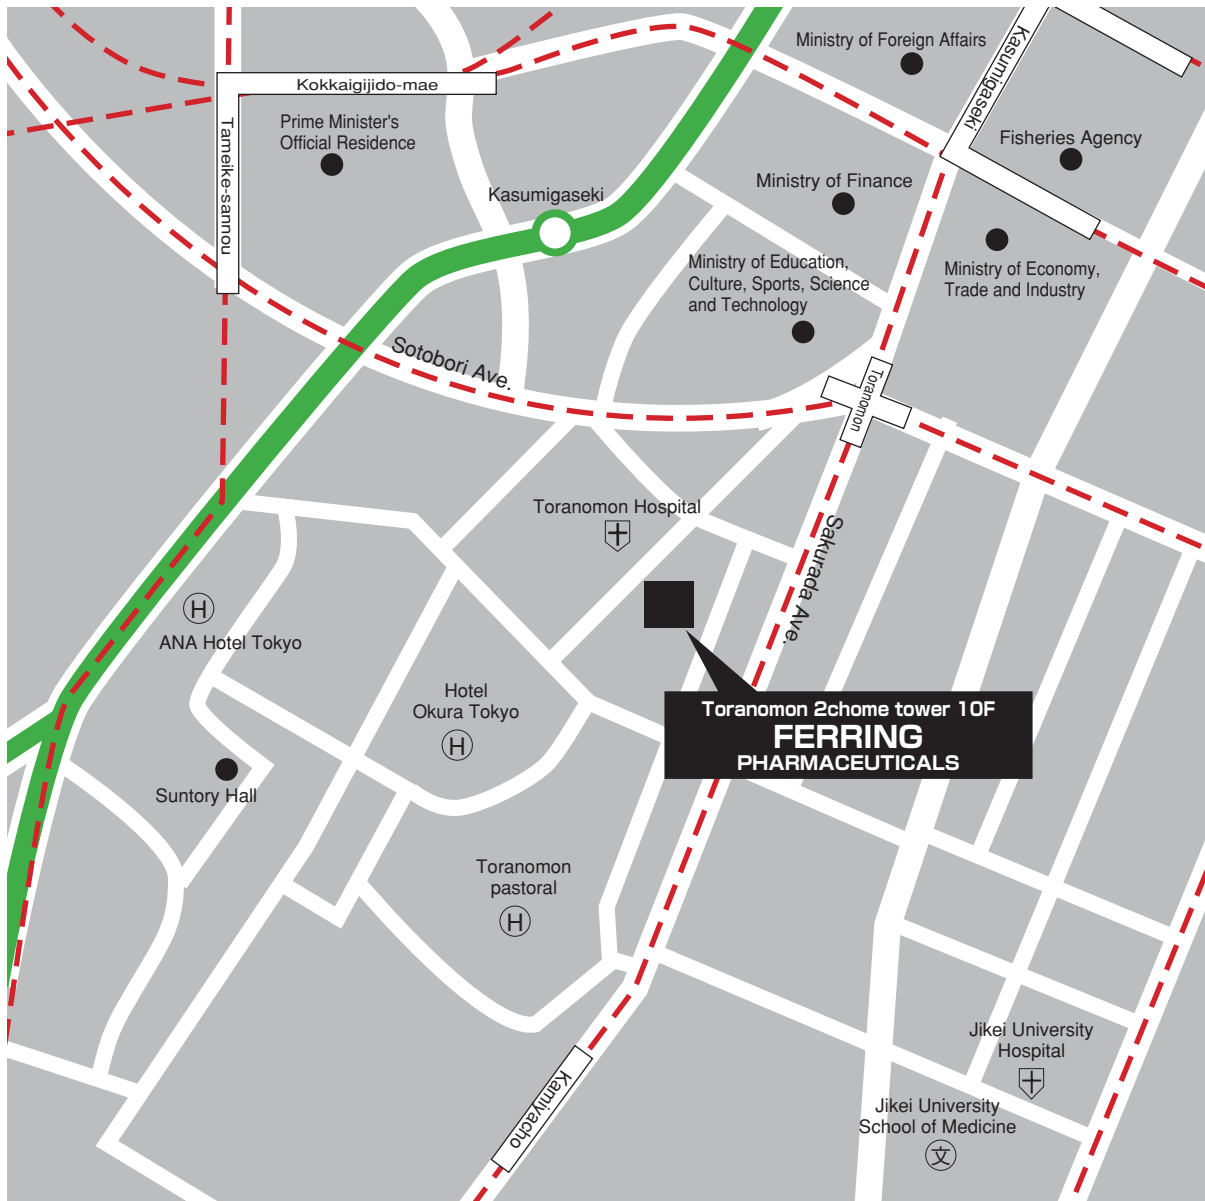 Ministry of Foreign Affairs
Kasumigaseki
Kokkaigijido-mae
Tameike-sannou
Prime Minister's
Official Residence
Fisheries Agency
Kasumigaseki
Ministry of Finance
Ministry of Education,
Culture, Sports, Science
and Technology
Ministry of Economy,
Trade and Industry
Sotobori Ave.
Toranomon
Toranomon Hospital
Sakurada Ave.
H
ANA Hotel Tokyo
Hotel
Okura Tokyo
H
Toranomon 2chome tower 10F
FERRING
PHARMACEUTICALS
Suntory Hall
Toranomon
pastoral
H
Kamiyacho
Jikei University
Hospital
Jikei University
School of Medicine
文